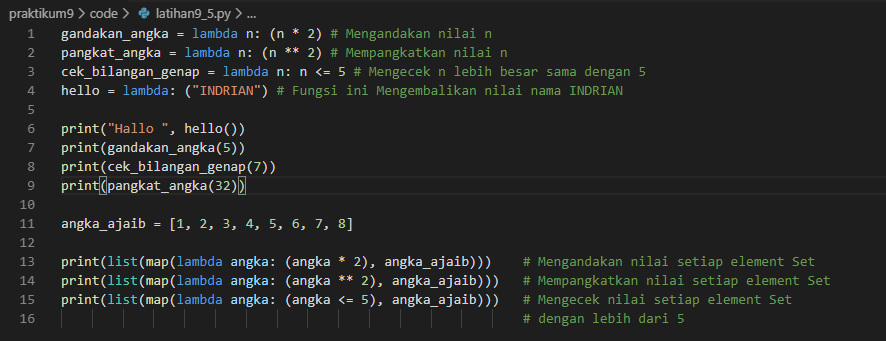 praktikum9 > code > latihan9_5.py > ...
1 gandakan_angka = lambda n: (n * 2) # Mengandakan nilai n
2 pangkat_angka = lambda n: (n ** 2) # Mempangkatkan nilai n
3 cek_bilangan_genap = lambda n: n <= 5 # Mengecek n lebih besar sama dengan 5
4 hello = lambda: ("INDRIAN") # Fungsi ini Mengembalikan nilai nama INDRIAN
5
6 print("Hallo ", hello())
7 print(gandakan_angka(5))
8 print(cek_bilangan_genap(7))
9 print(pangkat_angka(32))
10
11 angka_ajaib = [1, 2, 3, 4, 5, 6, 7, 8]
12
13 print(list(map(lambda angka: (angka * 2), angka_ajaib))) # Mengandakan nilai setiap element Set
14 print(list(map(lambda angka: (angka ** 2), angka_ajaib))) # Mempangkatkan nilai setiap element Set
15 print(list(map(lambda angka: (angka <= 5), angka_ajaib))) # Mengecek nilai setiap element Set
16 # dengan lebih dari 5